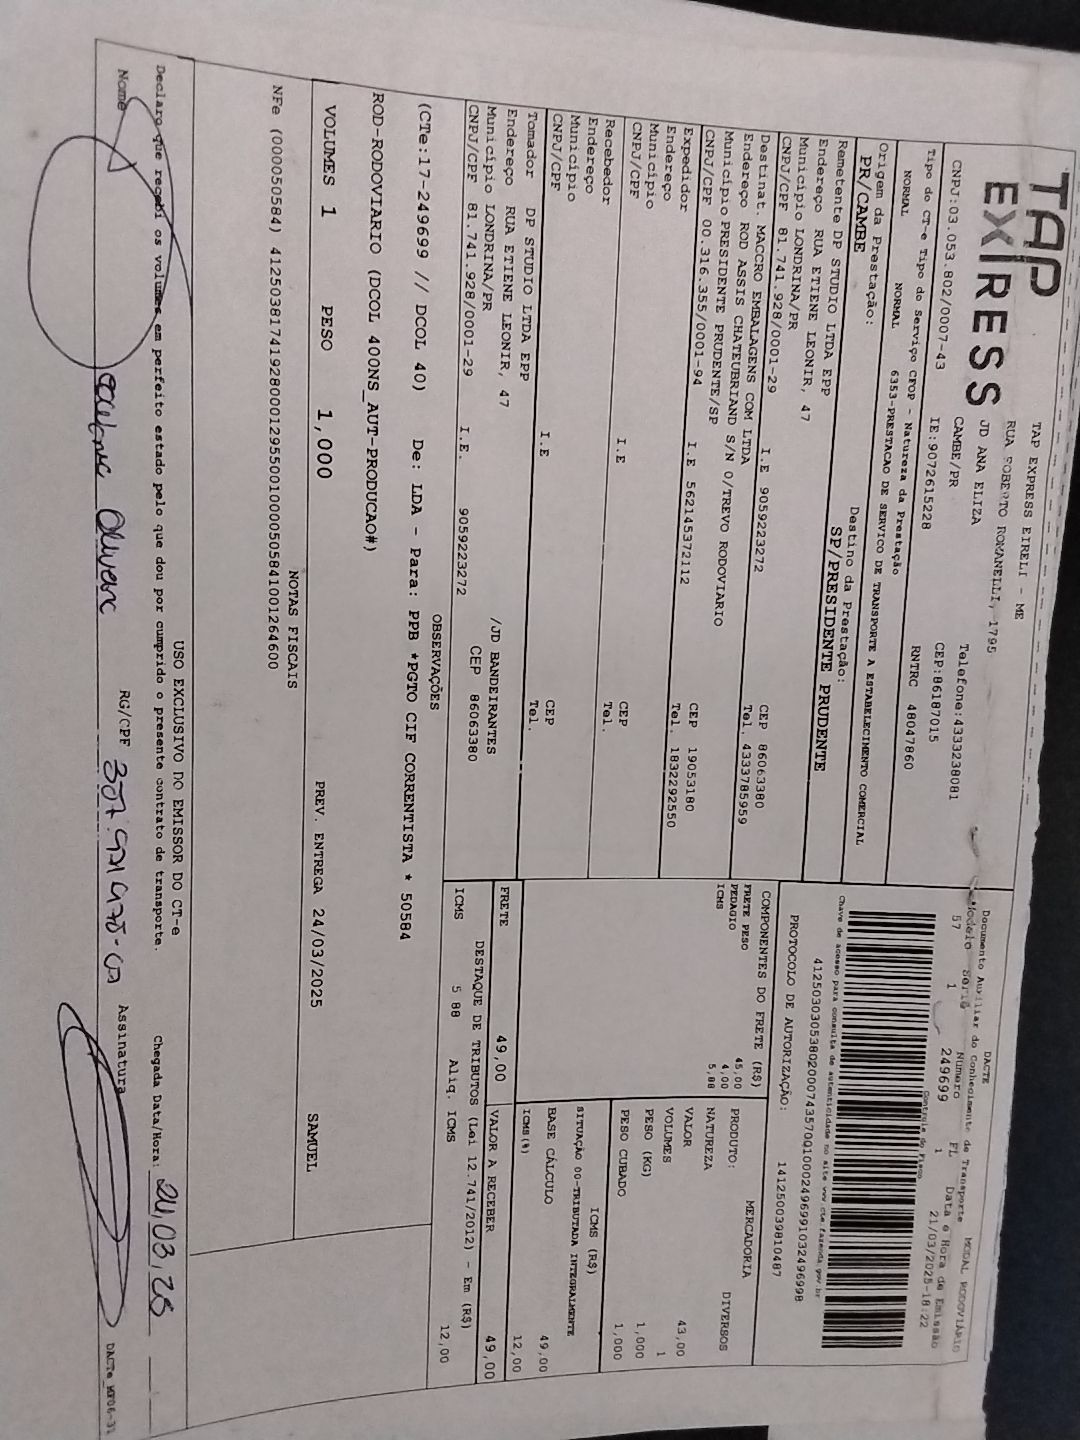 TAP
EXPRESS
TAP EXPRESS EIRELI - ME
RUA ROBERTO ROMANELLI, 1795
JD ANA ELIZA
CAMBE/PR
Telefone:4333238081
CEP:86187015
CNPJ:03.053.802/0007-43 IE:9072615228 RNTRC 48047860
Tipo do CT-e Tipo do Serviço CFOP - Natureza da Prestação
NORMAL NORMAL 6353-PRESTACAO DE SERVICO DE TRANSPORTE A ESTABELECIMENTO COMERCIAL
Origem da Prestação: Destino da Prestação:
PR/CAMBE SP/PRESIDENTE PRUDENTE
Remetente DP STUDIO LTDA EPP
Endereço RUA ETIENE LEONIR, 47
Município LONDRINA/PR CEP 86063380
CNPJ/CPF 81.741.928/0001-29 I.E 9059223272 Tel. 4333785959
Destinat. MACCRO EMBALAGENS COM LTDA
Endereço ROD ASSIS CHATEUBRIAND S/N 0/TREVO RODOVIARIO
Município PRESIDENTE PRUDENTE/SP CEP 19053180
CNPJ/CPF 00.316.355/0001-94 I.E 562145372112 Tel. 1832292550
Expedidor
Endereço
Município CEP
CNPJ/CPF I.E Tel.
Recebedor
Endereço
Município CEP
CNPJ/CPF I.E Tel.
Tomador DP STUDIO LTDA EPP
Endereço RUA ETIENE LEONIR, 47 /JD BANDEIRANTES
Município LONDRINA/PR CEP 86063380
CNPJ/CPF 81.741.928/0001-29 I.E. 9059223272
DACTE MODAL RODOVIÁRIO
Documento Auxiliar do Conhecimento de Transporte
Modelo Serie Número FL Data e Hora de Emissão
57 1 249699 1 21/03/2025-18:22
Controle do Fisco
Chave de acesso para consulta de autenticidade no site www.cte.fazenda.gov.br
41250303053802000743570010002496991032496998
PROTOCOLO DE AUTORIZAÇÃO: 141250039810487
COMPONENTES DO FRETE (R$)
FRETE PESO 45,00
PEDAGIO 4,00
ICMS 5,88
PRODUTO: MERCADORIA
NATUREZA DIVERSOS
VALOR 43,00
VOLUMES 1
PESO (KG) 1,000
PESO CUBADO 1,000
ICMS (R$)
SITUAÇÃO 00-TRIBUTADA INTEGRALMENTE
BASE CÁLCULO 49,00
ICMS(%) 12,00
FRETE 49,00 VALOR A RECEBER 49,00
DESTAQUE DE TRIBUTOS (Lei 12.741/2012) - Em (R$)
ICMS 5 88 Aliq. ICMS 12,00
OBSERVAÇÕES
(CTe:17-249699 // DCOL 40) De: LDA - Para: PPB *PGTO CIF CORRENTISTA * 50584
ROD-RODOVIARIO (DCOL 400NS_AUT-PRODUCAO#)
VOLUMES 1 PESO 1,000 PREV. ENTREGA 24/03/2025 SAMUEL
NOTAS FISCAIS
NFe (000050584) 41250381741928000129550010000505841001264600
USO EXCLUSIVO DO EMISSOR DO CT-e
Declaro que recebi os volumes em perfeito estado pelo que dou por cumprido o presente contrato de transporte. Chegada Data/Hora: 24/03/25
Nome RG/CPF Assinatura